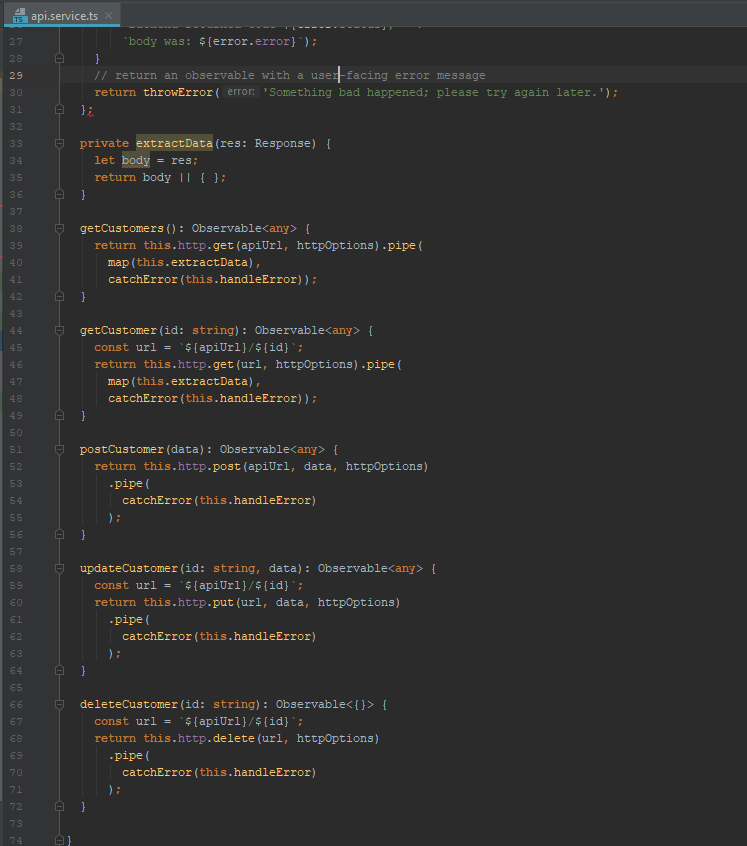 api.service.ts
27 `body was: ${error.error}`);
28 }
29 // return an observable with a user-facing error message
30 return throwError( error: 'Something bad happened; please try again later.');
31 };
32
33 private extractData(res: Response) {
34 let body = res;
35 return body || { };
36 }
37
38 getCustomers(): Observable<any> {
39 return this.http.get(apiUrl, httpOptions).pipe(
40 map(this.extractData),
41 catchError(this.handleError));
42 }
43
44 getCustomer(id: string): Observable<any> {
45 const url = `${apiUrl}/${id}`;
46 return this.http.get(url, httpOptions).pipe(
47 map(this.extractData),
48 catchError(this.handleError));
49 }
50
51 postCustomer(data): Observable<any> {
52 return this.http.post(apiUrl, data, httpOptions)
53 .pipe(
54 catchError(this.handleError)
55 );
56 }
57
58 updateCustomer(id: string, data): Observable<any> {
59 const url = `${apiUrl}/${id}`;
60 return this.http.put(url, data, httpOptions)
61 .pipe(
62 catchError(this.handleError)
63 );
64 }
65
66 deleteCustomer(id: string): Observable<{}> {
67 const url = `${apiUrl}/${id}`;
68 return this.http.delete(url, httpOptions)
69 .pipe(
70 catchError(this.handleError)
71 );
72 }
73
74 }